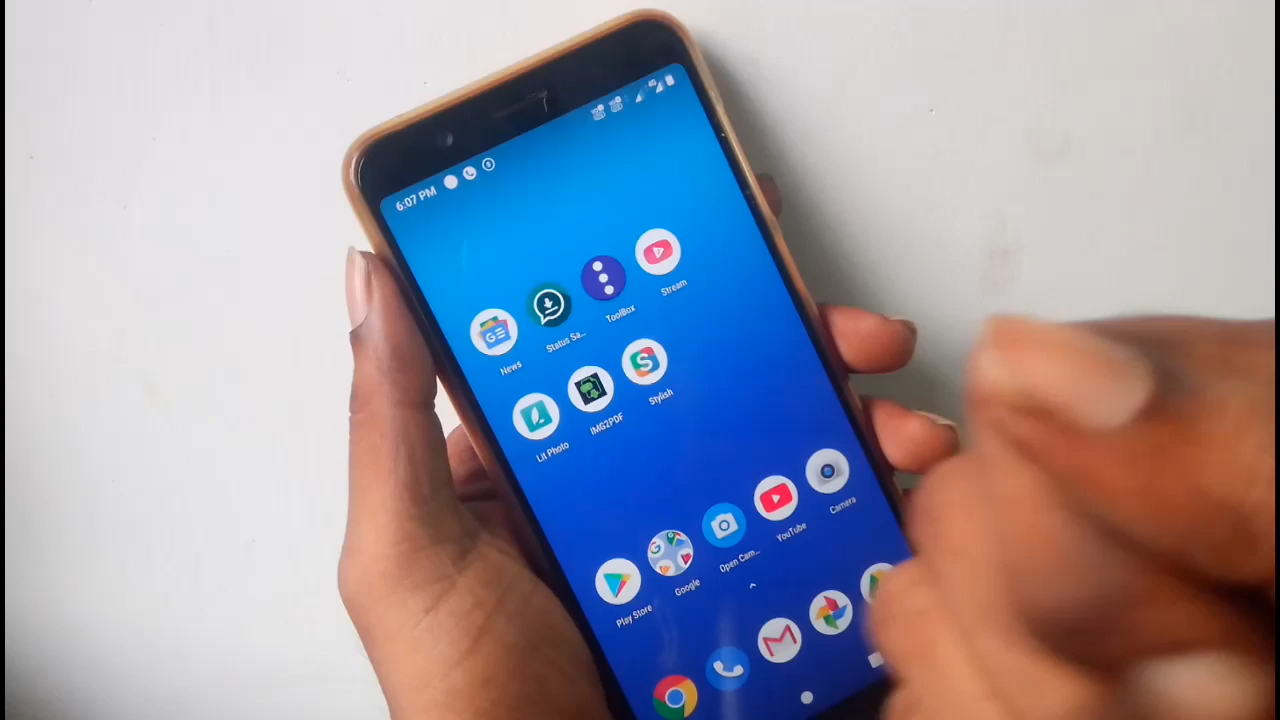 6:07 PM
News
Status Sa...
ToolBox
Stream
Lit Photo
IMG2PDF
Stylish
Play Store
Google
Open Cam...
YouTube
Camera